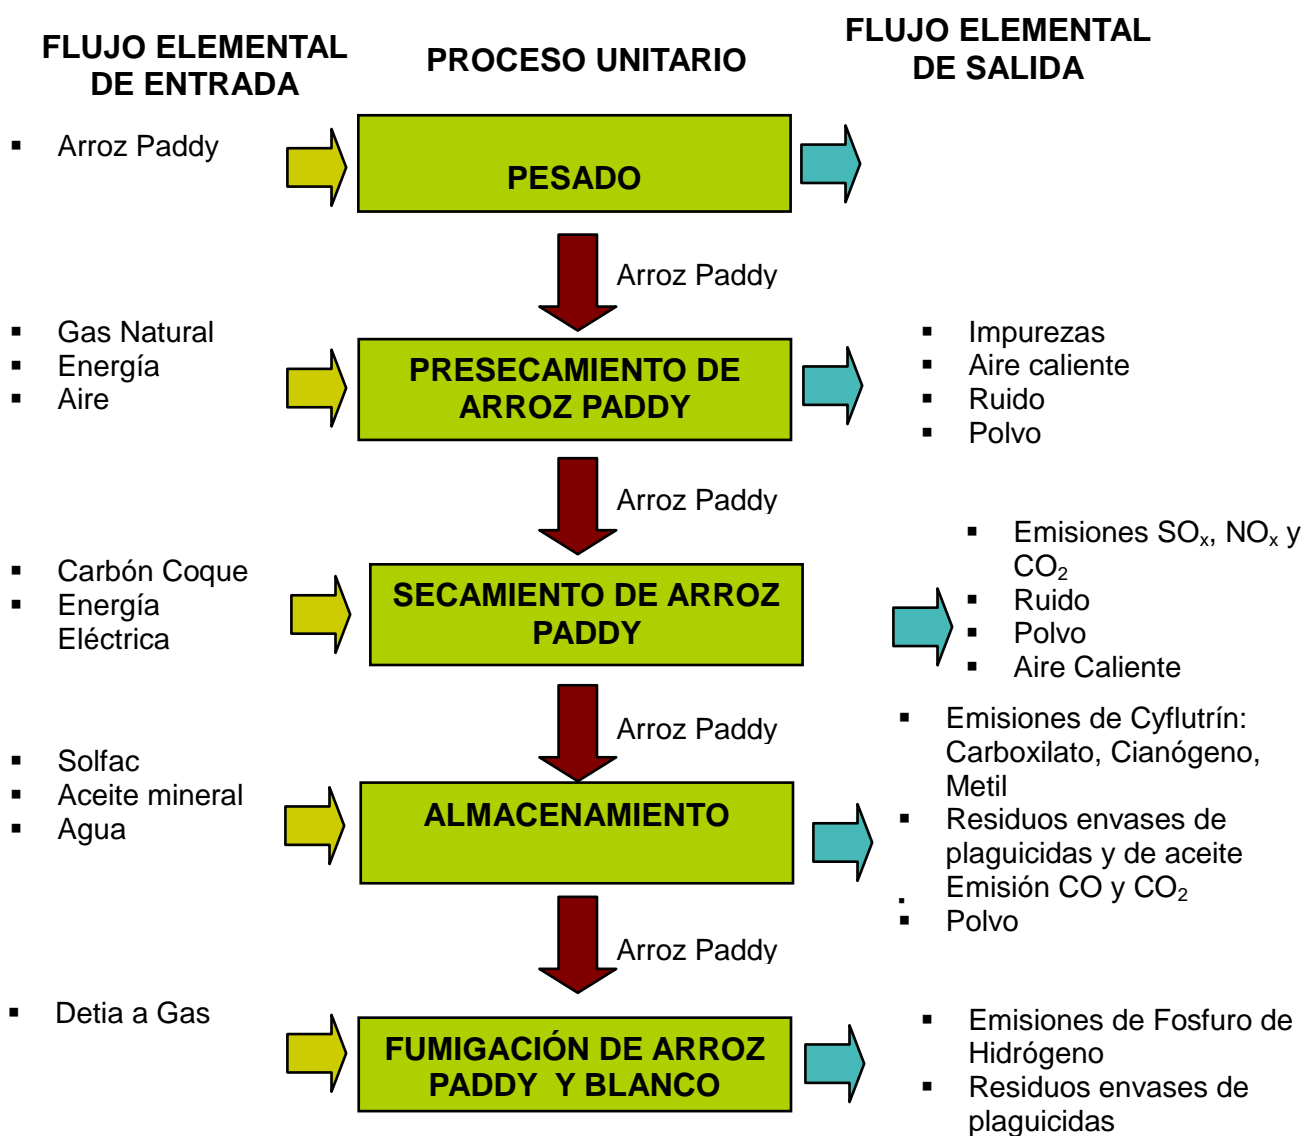 FLUJO ELEMENTAL
DE ENTRADA
PROCESO UNITARIO
FLUJO ELEMENTAL
DE SALIDA
▪ Arroz Paddy
PESADO
Arroz Paddy
▪ Gas Natural
▪ Energía
▪ Aire
PRESECAMIENTO DE
ARROZ PADDY
▪ Impurezas
▪ Aire caliente
▪ Ruido
▪ Polvo
Arroz Paddy
▪ Carbón Coque
▪ Energía
Eléctrica
SECAMIENTO DE ARROZ
PADDY
▪ Emisiones SOₓ, NOₓ y
CO₂
▪ Ruido
▪ Polvo
▪ Aire Caliente
Arroz Paddy
▪ Solfac
▪ Aceite mineral
▪ Agua
ALMACENAMIENTO
▪ Emisiones de Cyflutrín:
Carboxilato, Cianógeno,
Metil
▪ Residuos envases de
plaguicidas y de aceite
▪ Emisión CO y CO₂
▪ Polvo
Arroz Paddy
▪ Detia a Gas
FUMIGACIÓN DE ARROZ
PADDY Y BLANCO
▪ Emisiones de Fosfuro de
Hidrógeno
▪ Residuos envases de
plaguicidas